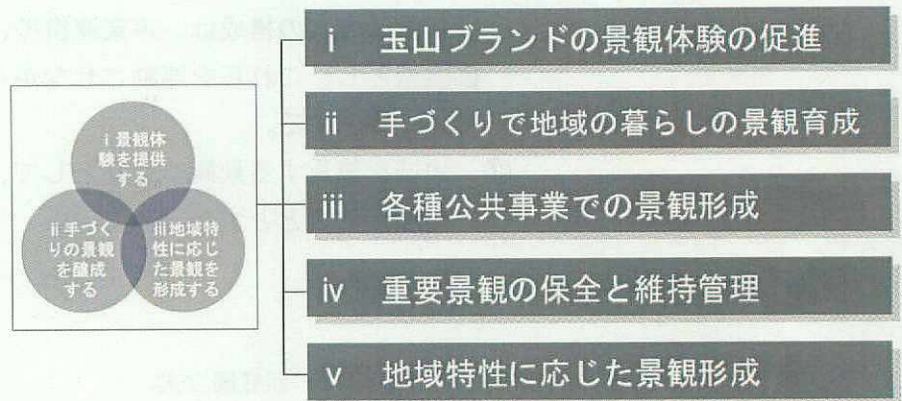 i 景観体
験を提供
する
ii 手づく
りの景観
を醸成
する
iii 地域特
性に応じ
た景観を
形成する
i 玉山ブランドの景観体験の促進
ii 手づくりで地域の暮らしの景観育成
iii 各種公共事業での景観形成
iv 重要景観の保全と維持管理
v 地域特性に応じた景観形成